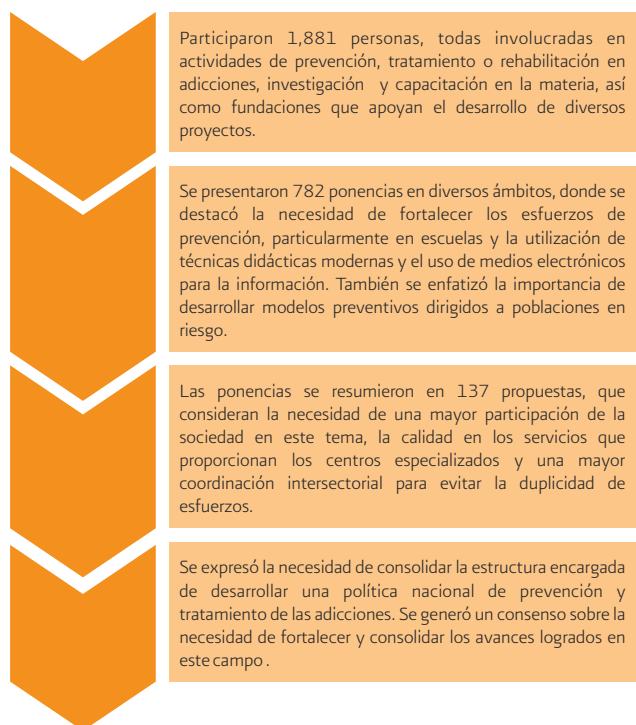 Participaron 1,881 personas, todas involucradas en
actividades de prevención, tratamiento o rehabilitación en
adicciones, investigación y capacitación en la materia, así
como fundaciones que apoyan el desarrollo de diversos
proyectos.
Se presentaron 782 ponencias en diversos ámbitos, donde se
destacó la necesidad de fortalecer los esfuerzos de
prevención, particularmente en escuelas y la utilización de
técnicas didácticas modernas y el uso de medios electrónicos
para la información. También se enfatizó la importancia de
desarrollar modelos preventivos dirigidos a poblaciones en
riesgo.
Las ponencias se resumieron en 137 propuestas, que
consideran la necesidad de una mayor participación de la
sociedad en este tema, la calidad en los servicios que
proporcionan los centros especializados y una mayor
coordinación intersectorial para evitar la duplicidad de
esfuerzos.
Se expresó la necesidad de consolidar la estructura encargada
de desarrollar una política nacional de prevención y
tratamiento de las adicciones. Se generó un consenso sobre la
necesidad de fortalecer y consolidar los avances logrados en
este campo .